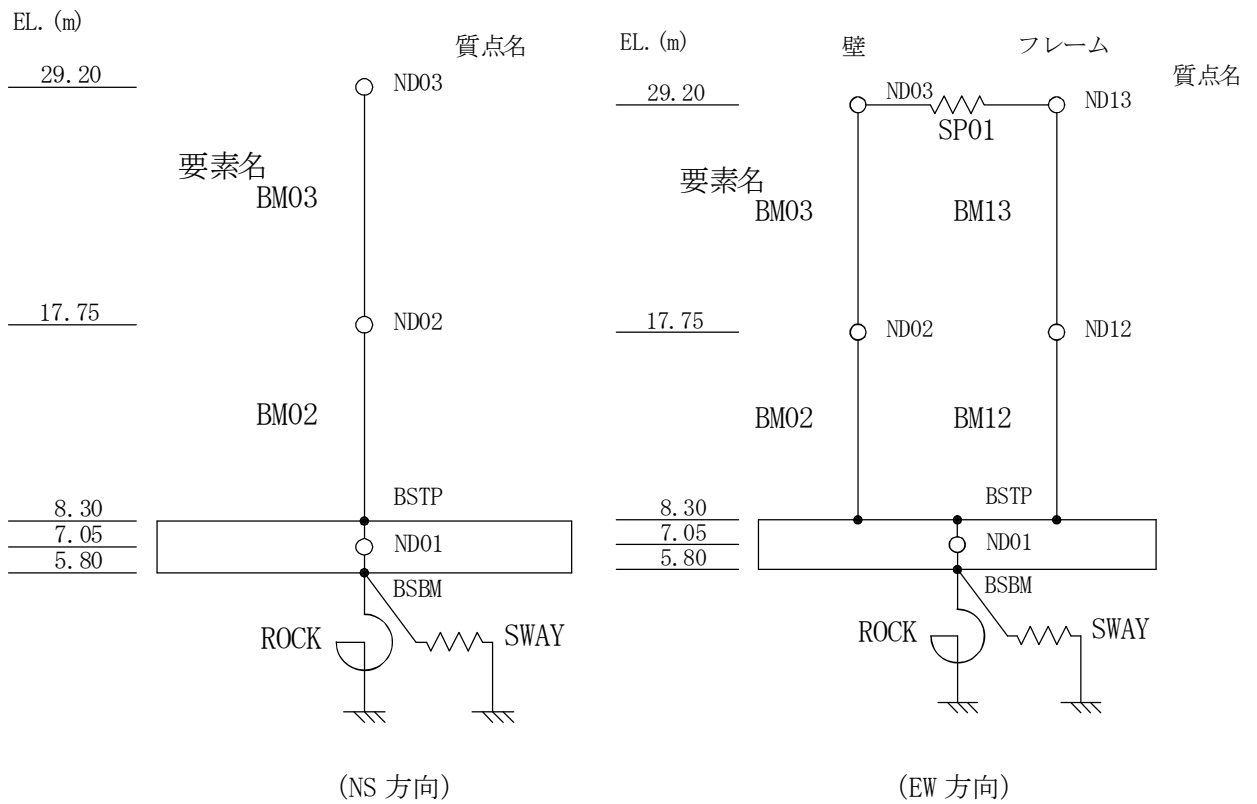 EL. (m)
質点名
29.20
ND03
要素名
BM03
17.75
ND02
BM02
BSTP
8.30
7.05
ND01
5.80
BSBM
ROCK
SWAY
(NS 方向)
EL. (m)
壁
フレーム
質点名
29.20
ND03
ND13
SP01
要素名
BM03
BM13
17.75
ND02
ND12
BM02
BM12
BSTP
8.30
7.05
ND01
5.80
BSBM
ROCK
SWAY
(EW 方向)